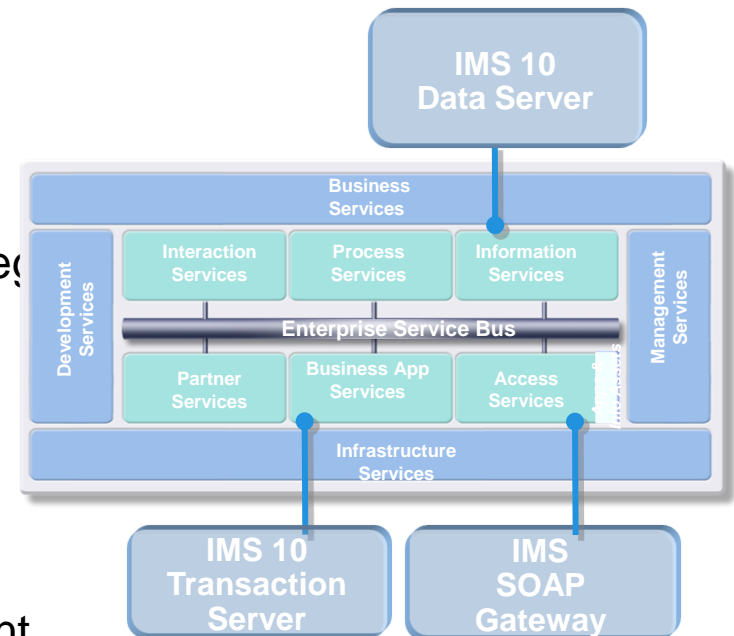 IMS 10
Data Server
Business
Services
Development
Services
Interaction
Services
Process
Services
Information
Services
Management
Services
Enterprise Service Bus
Partner
Services
Business App
Services
Access
Services
Infrastructure
Services
IMS 10
Transaction
Server
IMS
SOAP
Gateway